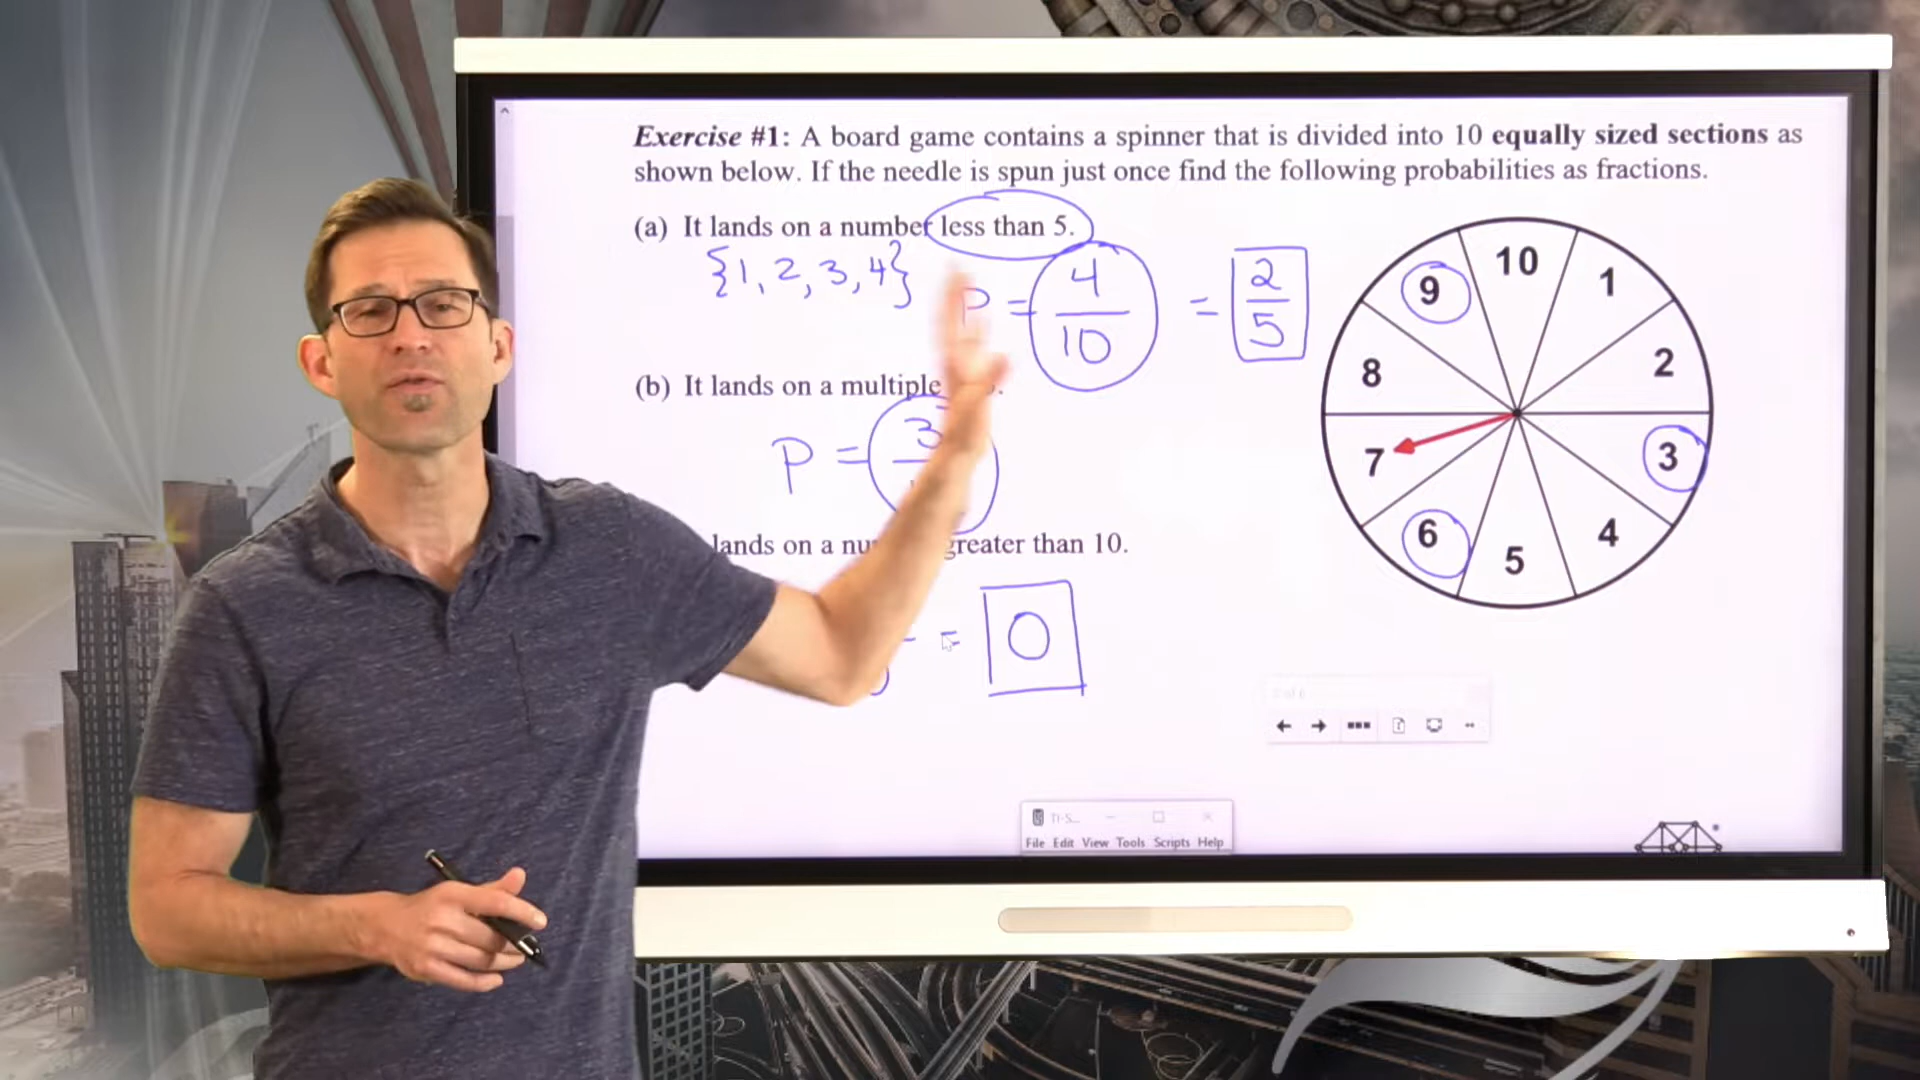 Exercise #1: A board game contains a spinner that is divided into 10 equally sized sections as
shown below. If the needle is spun just once find the following probabilities as fractions.
(a) It lands on a number less than 5.
{1, 2, 3, 4}
P = 4/10 = 2/5
(b) It lands on a multiple
P = 3
lands on a greater than 10.
= 0
10
1
2
3
4
5
6
7
8
9
TI-S...
File Edit View Tools Scripts Help